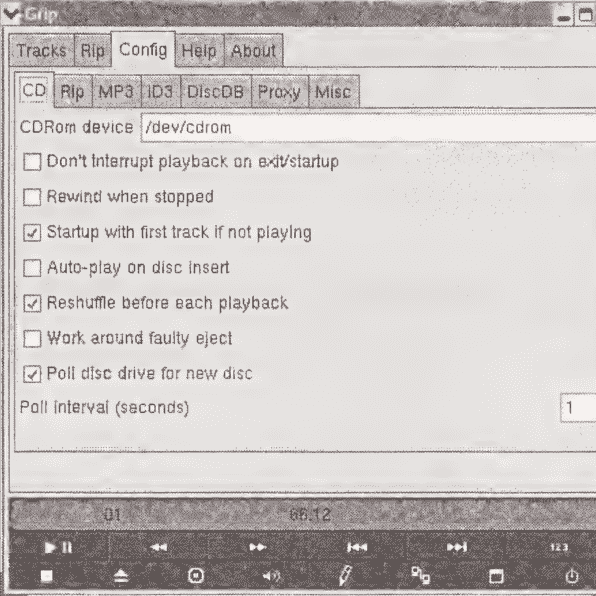 Grip
Tracks Rip Config Help About
CD Rip MP3 ID3 DiscDB Proxy Misc
CDRom device /dev/cdrom
Don't interrupt playback on exit/startup
Rewind when stopped
Startup with first track if not playing
Auto-play on disc insert
Reshuffle before each playback
Work around faulty eject
Poll disc drive for new disc
Poll interval (seconds) 1
01
123